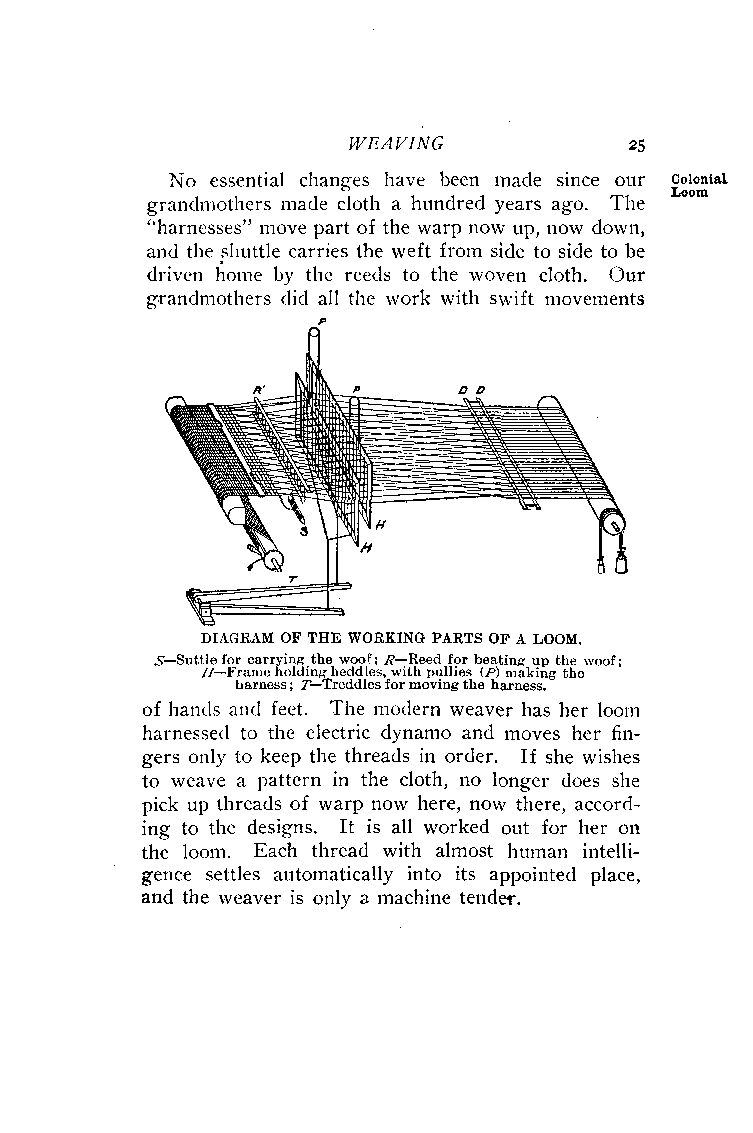 WEAVING 25
No essential changes have been made since our
Colonial
Loom
grandmothers made cloth a hundred years ago. The
"harnesses" move part of the warp now up, now down,
and the shuttle carries the weft from side to side to be
driven home by the reeds to the woven cloth. Our
grandmothers did all the work with swift movements
P
R' P D D
S
H
H
T
DIAGRAM OF THE WORKING PARTS OF A LOOM.
S—Suttle for carrying the woof; R—Reed for beating up the woof;
H—Frame holding heddles, with pullies (P) making the
harness; T—Treddles for moving the harness.
of hands and feet. The modern weaver has her loom
harnessed to the electric dynamo and moves her fin-
gers only to keep the threads in order. If she wishes
to weave a pattern in the cloth, no longer does she
pick up threads of warp now here, now there, accord-
ing to the designs. It is all worked out for her on
the loom. Each thread with almost human intelli-
gence settles automatically into its appointed place,
and the weaver is only a machine tender.